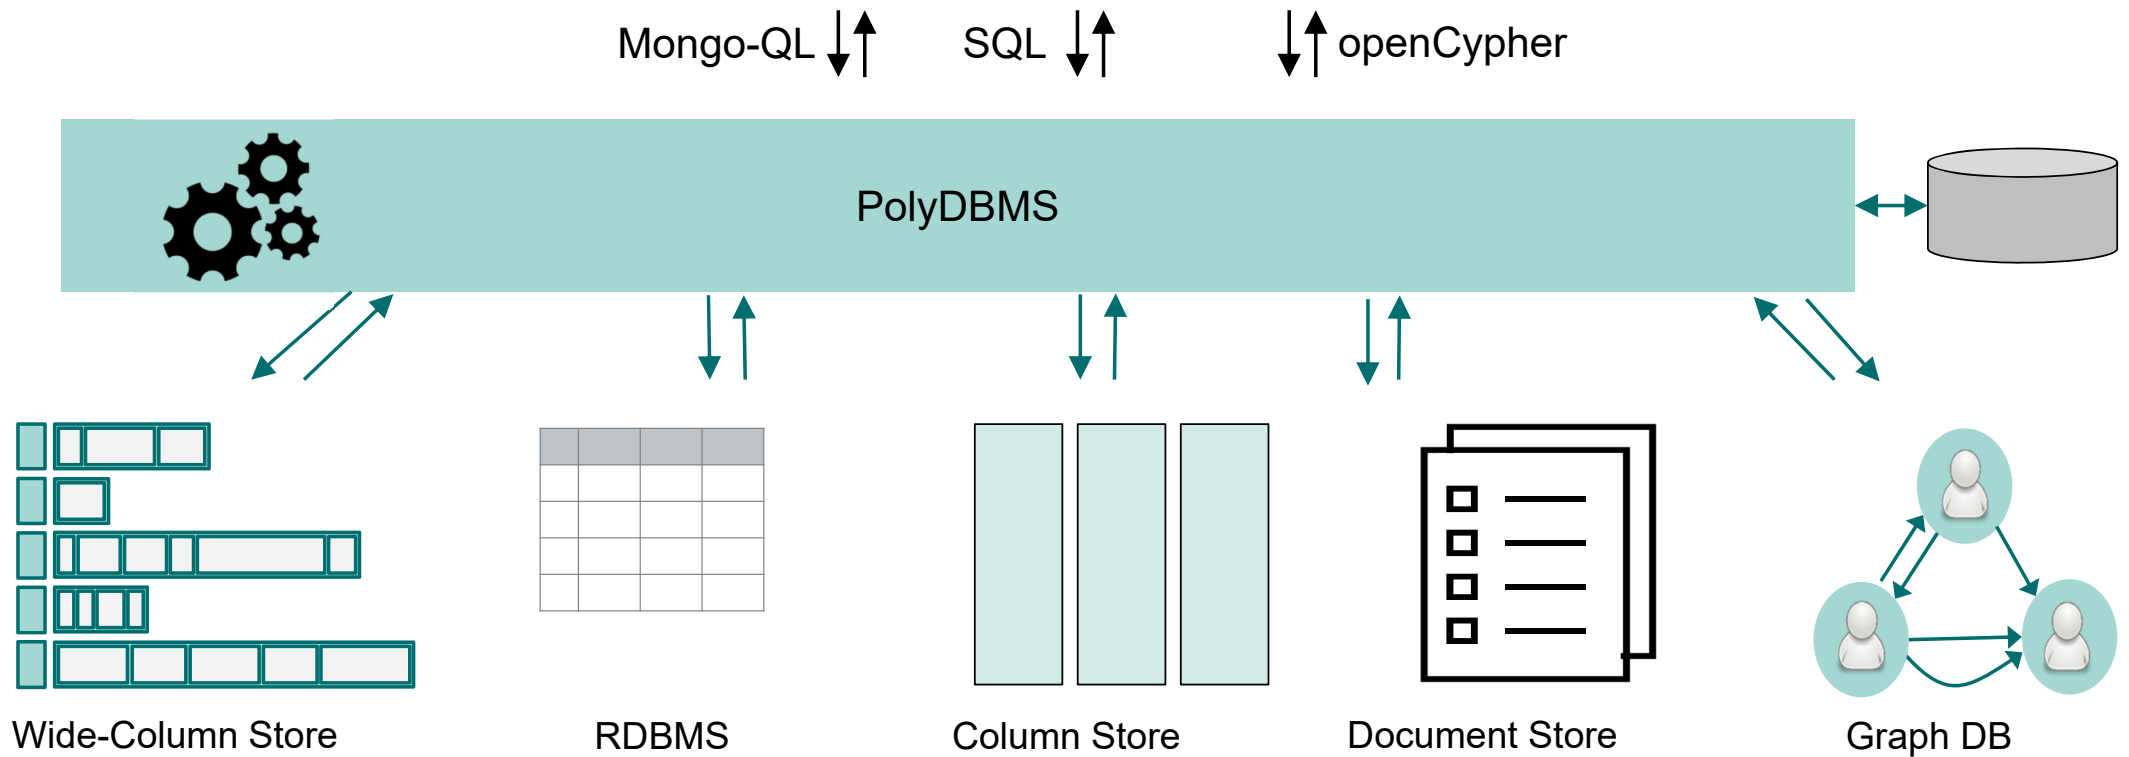 Mongo-QL
SQL
openCypher
PolyDBMS
Wide-Column Store
RDBMS
Column Store
Document Store
Graph DB